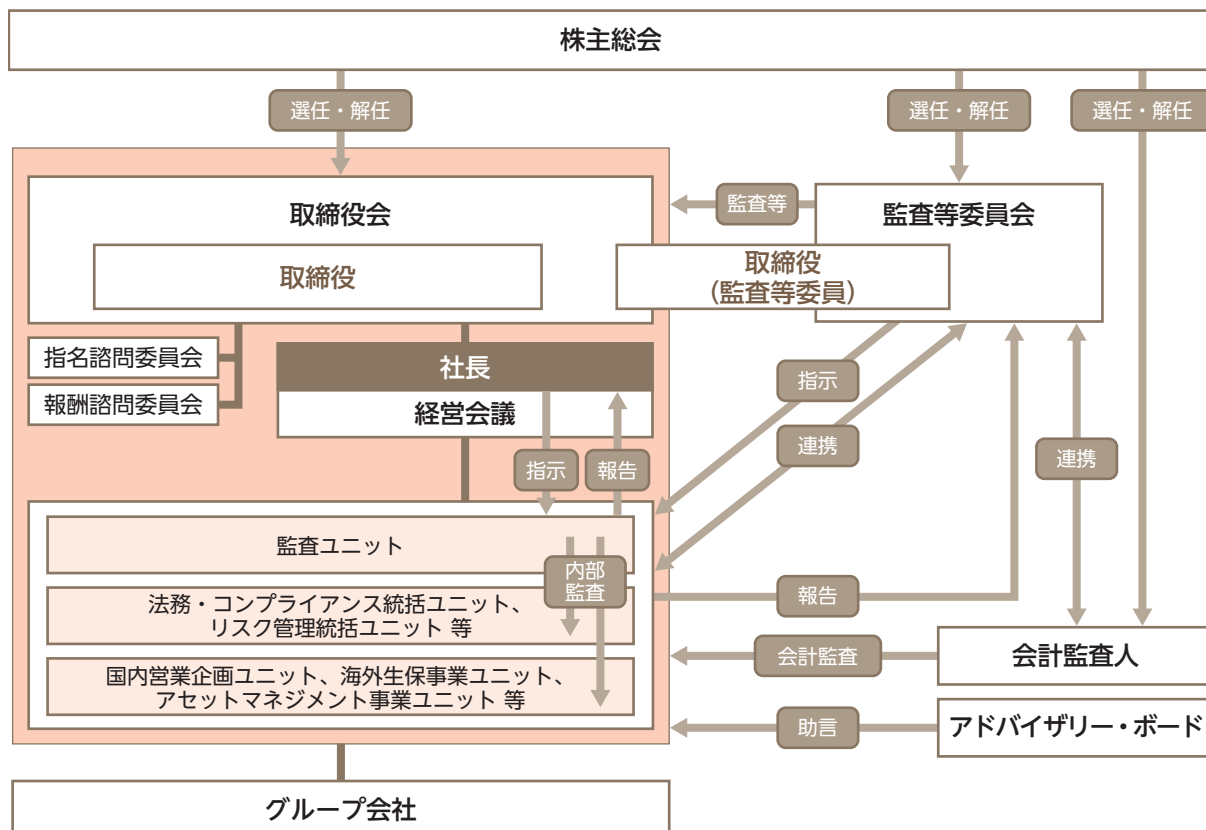 株主総会
選任・解任
選任・解任
選任・解任
取締役会
監査等
監査等委員会
取締役
取締役
（監査等委員）
指名諮問委員会
報酬諮問委員会
社長
経営会議
指示
連携
連携
指示
報告
監査ユニット
内部
監査
法務・コンプライアンス統括ユニット、
リスク管理統括ユニット 等
報告
国内営業企画ユニット、海外生保事業ユニット、
アセットマネジメント事業ユニット 等
会計監査
会計監査人
助言
アドバイザリー・ボード
グループ会社